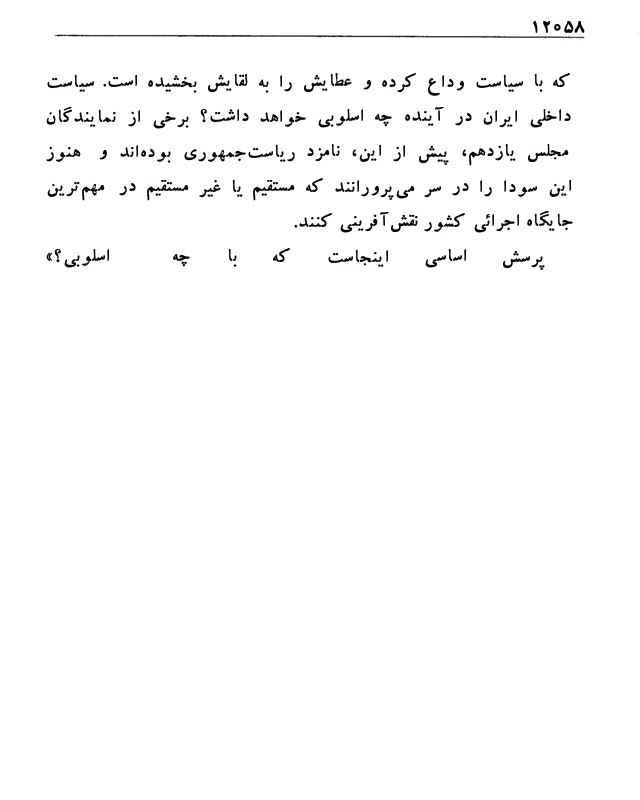 ۱۲۰۵۸
که با سیاست وداع کرده و عطایش را به لقایش بخشیده است. سیاست
داخلی ایران در آینده چه اسلوبی خواهد داشت؟ برخی از نمایندگان
مجلس یازدهم، پیش از این، نامزد ریاست‌جمهوری بوده‌اند و هنوز
این سودا را در سر می‌پرورانند که مستقیم یا غیر مستقیم در مهم‌ترین
جایگاه اجرائی کشور نقش‌آفرینی کنند.
پرسش اساسی اینجاست که با چه اسلوبی؟»